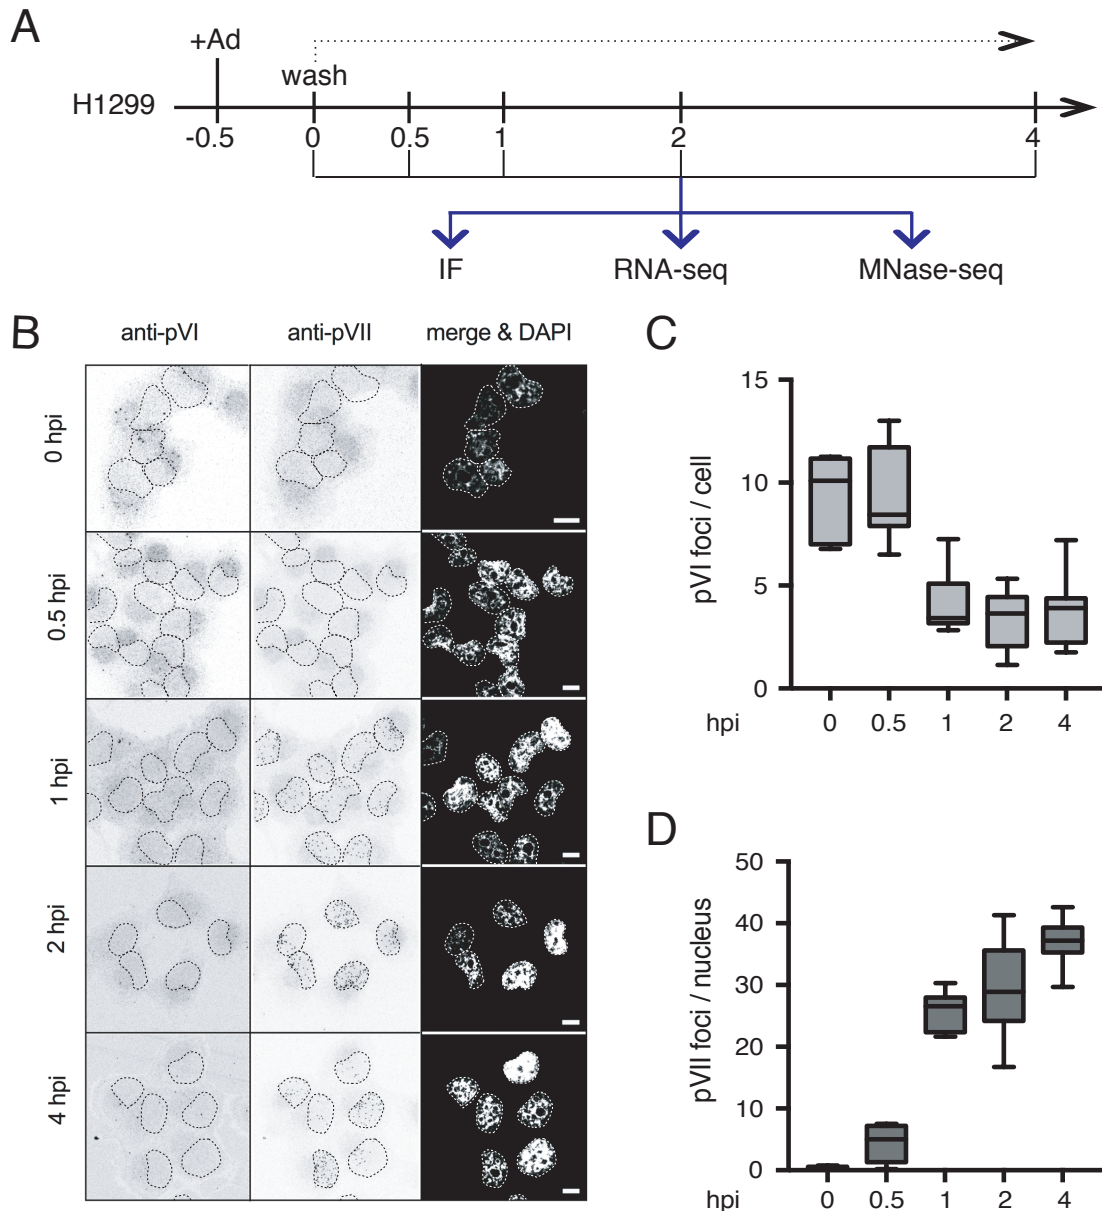 A
+Ad
wash
H1299
-0.5 0 0.5 1 2 4
IF RNA-seq MNase-seq
B
anti-pVI anti-pVII merge & DAPI
0 hpi
0.5 hpi
1 hpi
2 hpi
4 hpi
C
pVI foci / cell
15
10
5
0
hpi 0 0.5 1 2 4
D
pVII foci / nucleus
50
40
30
20
10
0
hpi 0 0.5 1 2 4